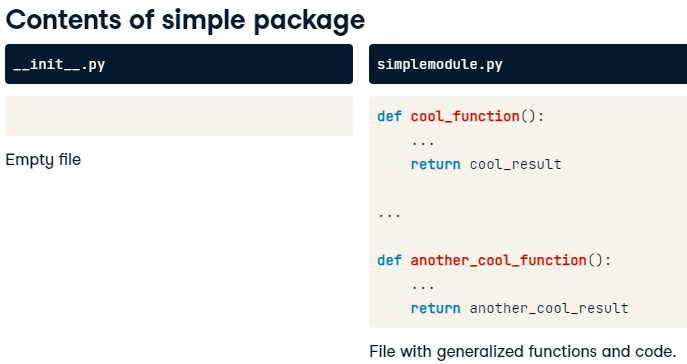 Contents of simple package
__init__.py
Empty file
simplemodule.py
def cool_function():
    ...
    return cool_result
...
def another_cool_function():
    ...
    return another_cool_result
File with generalized functions and code.